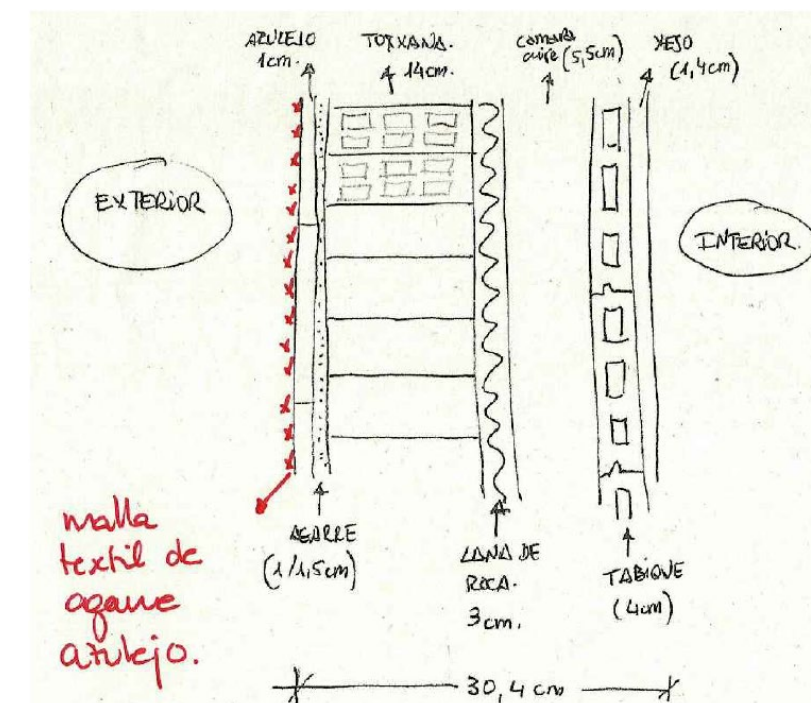 AZULEJO
1cm.
TOXXANA.
14cm.
cámara
aire (5,5cm)
YESO
(1,4cm)
EXTERIOR
INTERIOR.
malla
textil de
agarre
azulejo.
AGARRE
(1/1,5cm)
LANA DE
ROCA.
3cm.
TABIQUE
(4cm)
30,4 cm